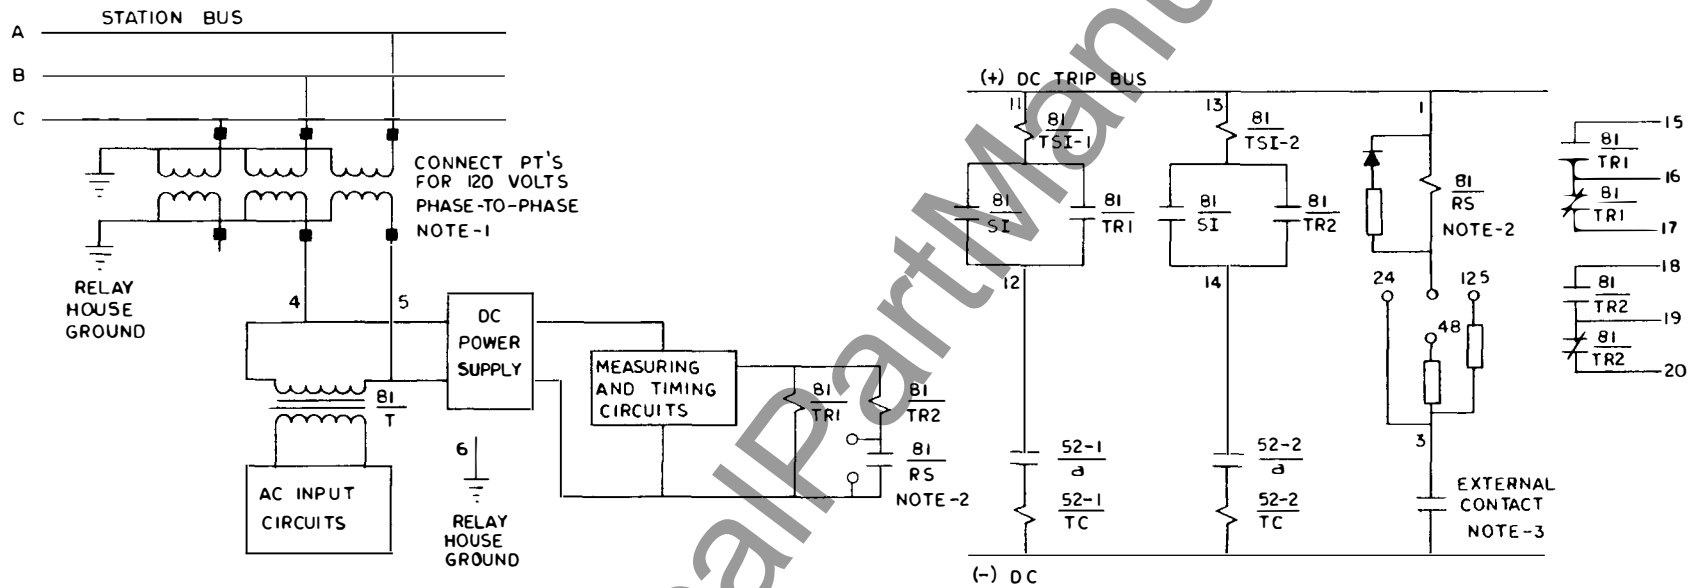 STATION BUS
A
B
C
CONNECT PT'S
FOR 120 VOLTS
PHASE-TO-PHASE
NOTE-1
RELAY
HOUSE
GROUND
4
5
DC
POWER
SUPPLY
MEASURING
AND TIMING
CIRCUITS
81
T
AC INPUT
CIRCUITS
6
RELAY
HOUSE
GROUND
81
TR1
81
TR2
81
RS
NOTE-2
(+) DC TRIP BUS
11
81
TSI-1
81
SI
81
TR1
12
52-1
a
52-1
TC
13
81
TSI-2
81
SI
81
TR2
14
52-2
a
52-2
TC
1
81
RS
NOTE-2
24
125
48
3
EXTERNAL
CONTACT
NOTE-3
(-) DC
15
81
TR1
16
81
TR1
17
18
81
TR2
19
81
TR2
20
alPartManu